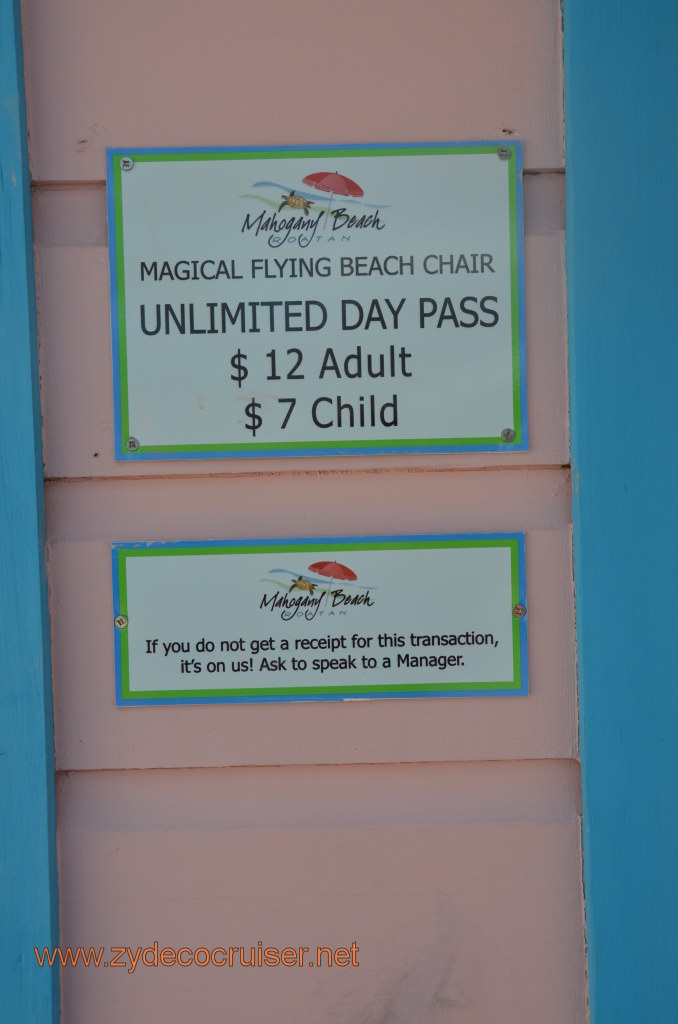 Mahogany Beach
ROATAN
MAGICAL FLYING BEACH CHAIR
UNLIMITED DAY PASS
$ 12 Adult
$ 7 Child
Mahogany Beach
ROATAN
If you do not get a receipt for this transaction,
it's on us! Ask to speak to a Manager.
www.zydecocruiser.net